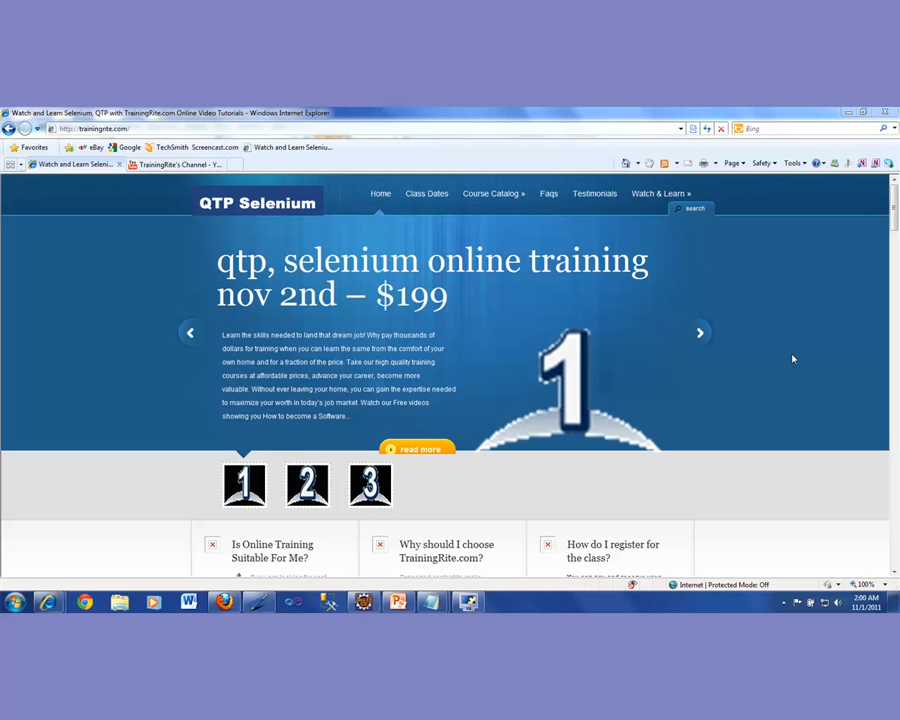 Watch and Learn Selenium, QTP with TrainingRite.com Online Video Tutorials - Windows Internet Explorer
http://trainingrite.com/
Bing
Favorites eBay Google TechSmith Screencast.com Watch and Learn Seleniu...
Watch and Learn Seleni... TrainingRite's Channel - Y...
Page Safety Tools
QTP Selenium
Home Class Dates Course Catalog » Faqs Testimonials Watch & Learn »
search
qtp, selenium online training
nov 2nd – $199
Learn the skills needed to land that dream job! Why pay thousands of
dollars for training when you can learn the same from the comfort of your
own home and for a fraction of the price. Take our high quality training
courses at affordable prices, advance your career, become more
valuable. Without ever leaving your home, you can gain the expertise needed
to maximize your worth in today's job market. Watch our Free videos
showing you How to become a Software...
1
read more
1 2 3
Is Online Training
Suitable For Me?
Why should I choose
TrainingRite.com?
How do I register for
the class?
Internet | Protected Mode: Off
100%
2:00 AM
11/1/2011